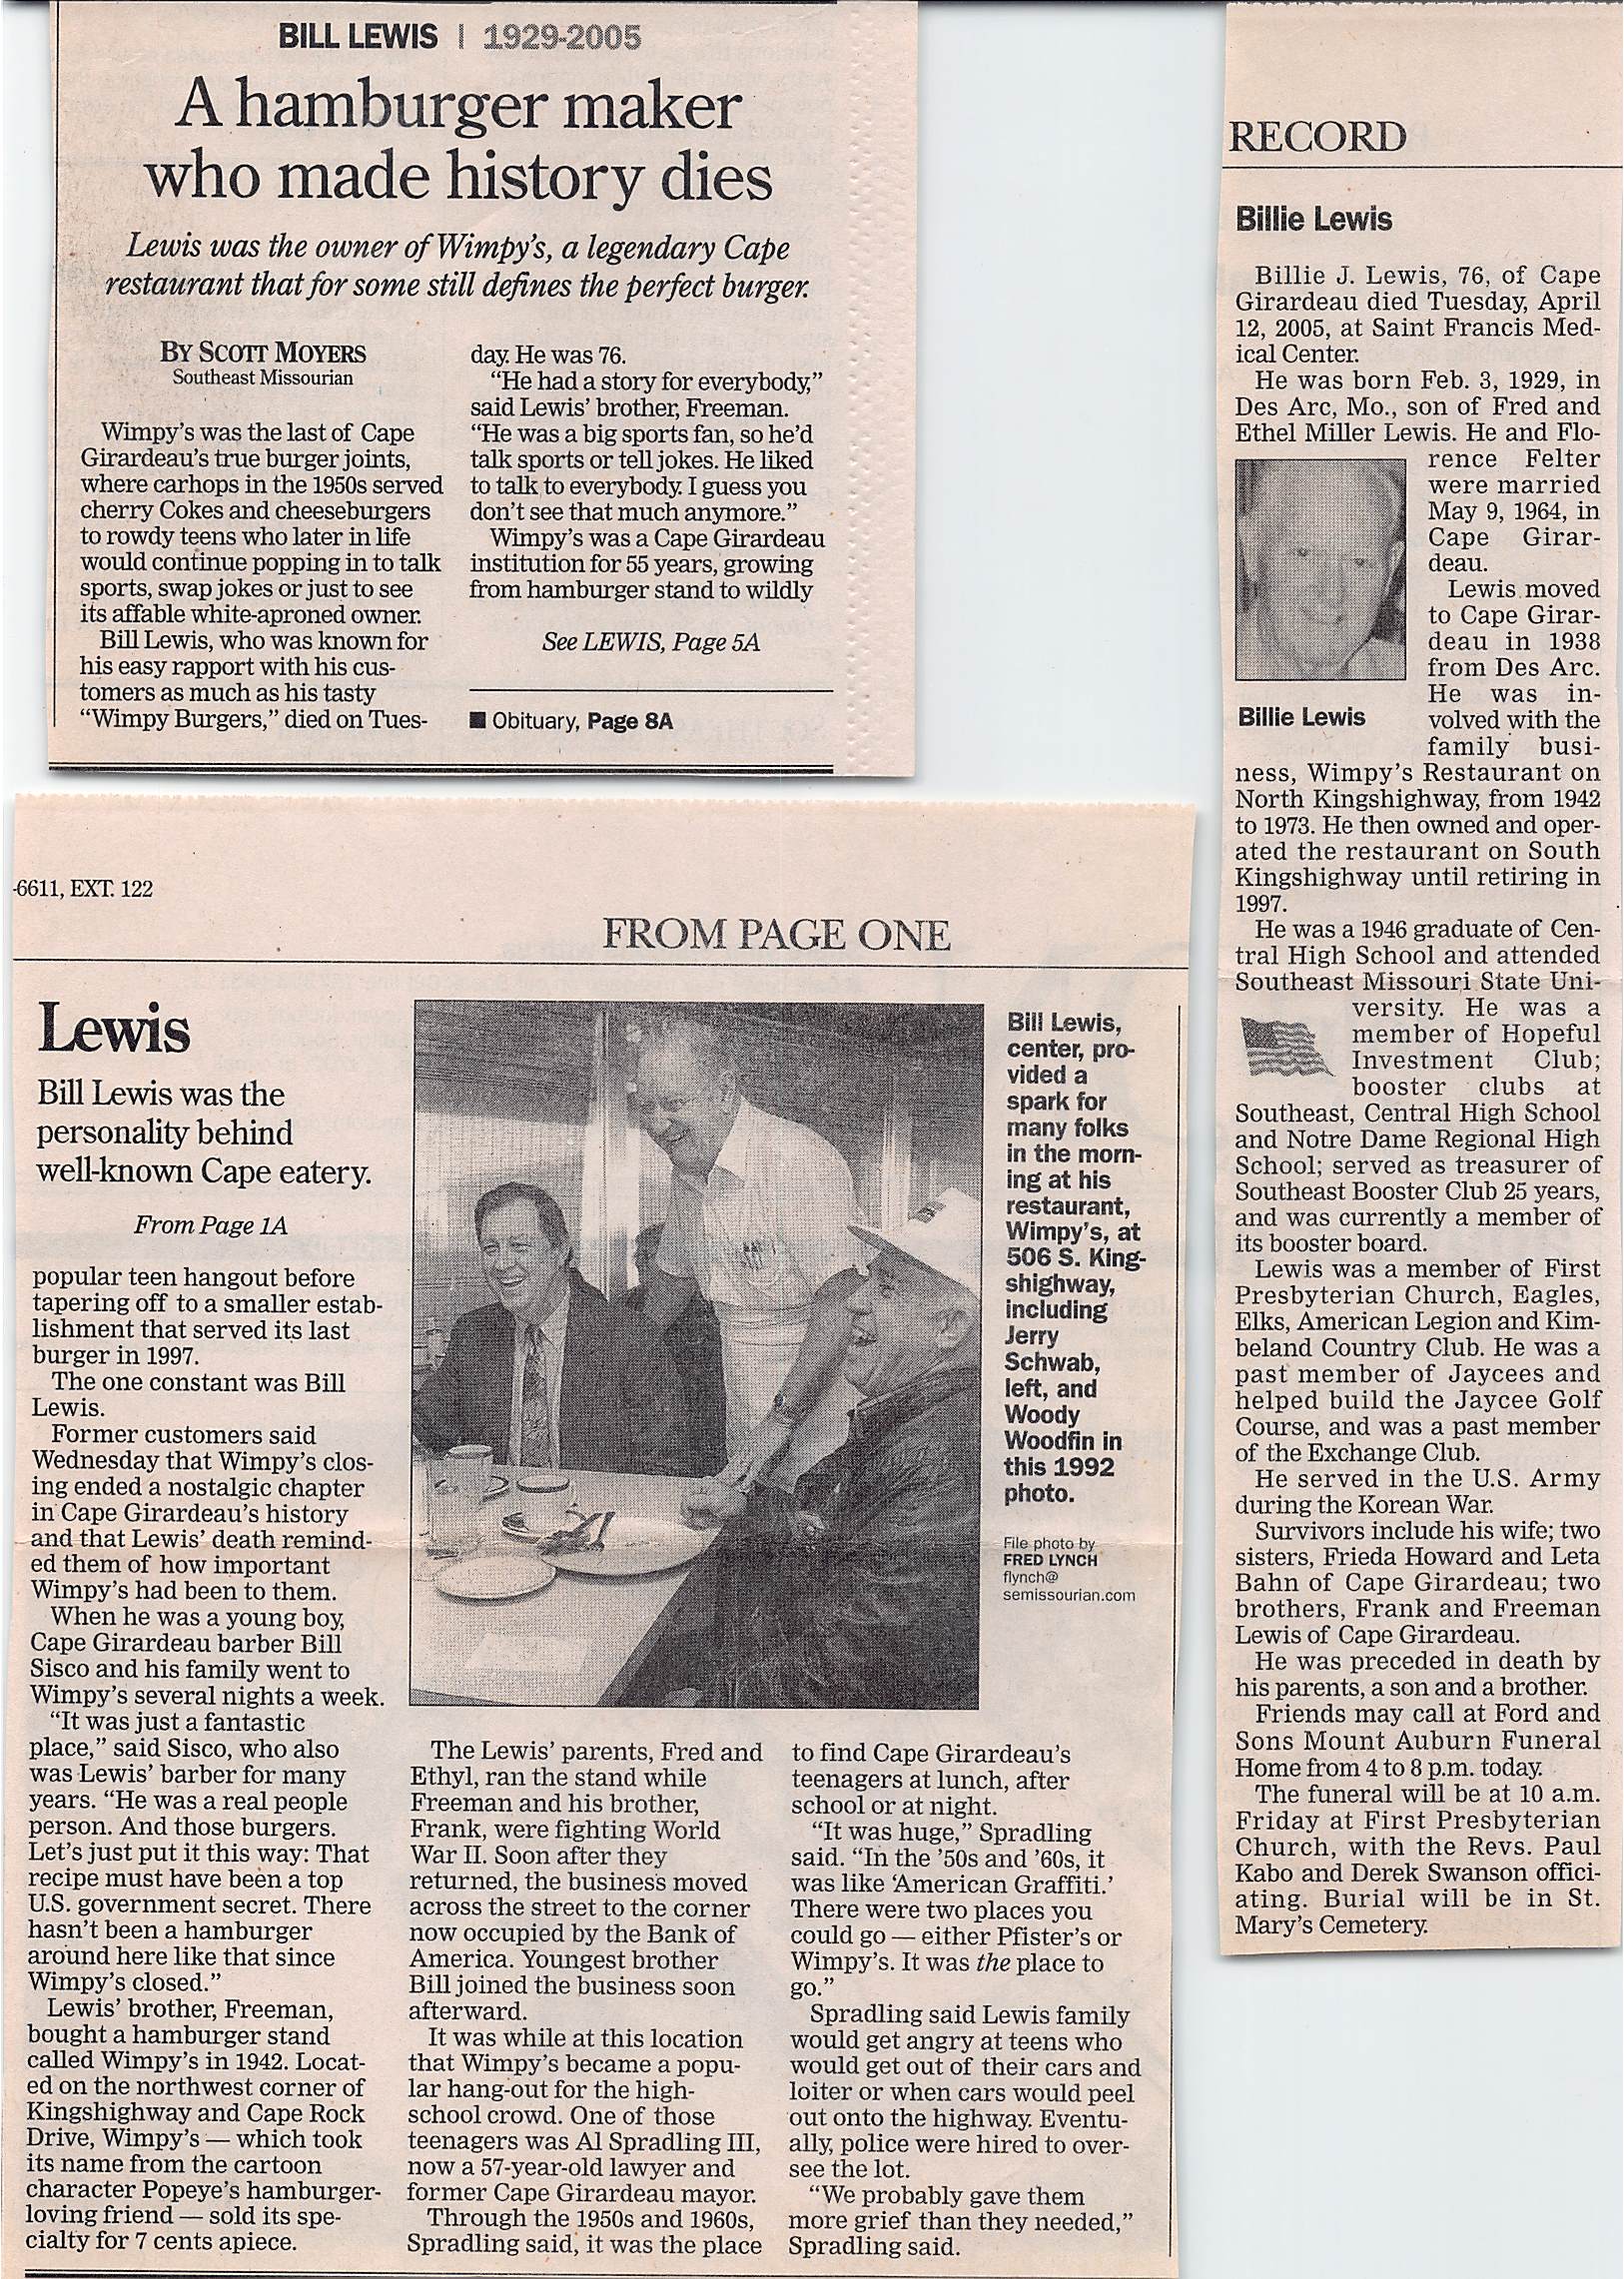 BILL LEWIS | 1929-2005
A hamburger maker
who made history dies
Lewis was the owner of Wimpy's, a legendary Cape
restaurant that for some still defines the perfect burger.
BY SCOTT MOYERS
Southeast Missourian
Wimpy's was the last of Cape
Girardeau's true burger joints,
where carhops in the 1950s served
cherry Cokes and cheeseburgers
to rowdy teens who later in life
would continue popping in to talk
sports, swap jokes or just to see
its affable white-aproned owner.
Bill Lewis, who was known for
his easy rapport with his cus-
tomers as much as his tasty
“Wimpy Burgers,” died on Tues-
day. He was 76.
“He had a story for everybody,”
said Lewis' brother, Freeman.
“He was a big sports fan, so he'd
talk sports or tell jokes. He liked
to talk to everybody. I guess you
don't see that much anymore.”
Wimpy's was a Cape Girardeau
institution for 55 years, growing
from hamburger stand to wildly
See LEWIS, Page 5A
■ Obituary, Page 8A
-6611, EXT. 122
FROM PAGE ONE
Lewis
Bill Lewis was the
personality behind
well-known Cape eatery.
From Page 1A
popular teen hangout before
tapering off to a smaller estab-
lishment that served its last
burger in 1997.
The one constant was Bill
Lewis.
Former customers said
Wednesday that Wimpy's clos-
ing ended a nostalgic chapter
in Cape Girardeau's history
and that Lewis' death remind-
ed them of how important
Wimpy's had been to them.
When he was a young boy,
Cape Girardeau barber Bill
Sisco and his family went to
Wimpy's several nights a week.
“It was just a fantastic
place,” said Sisco, who also
was Lewis' barber for many
years. “He was a real people
person. And those burgers.
Let's just put it this way: That
recipe must have been a top
U.S. government secret. There
hasn't been a hamburger
around here like that since
Wimpy's closed.”
Lewis' brother, Freeman,
bought a hamburger stand
called Wimpy's in 1942. Locat-
ed on the northwest corner of
Kingshighway and Cape Rock
Drive, Wimpy's — which took
its name from the cartoon
character Popeye's hamburger-
loving friend — sold its spe-
cialty for 7 cents apiece.
Bill Lewis,
center, pro-
vided a
spark for
many folks
in the morn-
ing at his
restaurant,
Wimpy's, at
506 S. King-
shighway,
including
Jerry
Schwab,
left, and
Woody
Woodfin in
this 1992
photo.
File photo by
FRED LYNCH
flynch@
semissourian.com
The Lewis' parents, Fred and
Ethyl, ran the stand while
Freeman and his brother,
Frank, were fighting World
War II. Soon after they
returned, the business moved
across the street to the corner
now occupied by the Bank of
America. Youngest brother
Bill joined the business soon
afterward.
It was while at this location
that Wimpy's became a popu-
lar hang-out for the high-
school crowd. One of those
teenagers was Al Spradling III,
now a 57-year-old lawyer and
former Cape Girardeau mayor.
Through the 1950s and 1960s,
Spradling said, it was the place
to find Cape Girardeau's
teenagers at lunch, after
school or at night.
“It was huge,” Spradling
said. “In the '50s and '60s, it
was like ‘American Graffiti.’
There were two places you
could go — either Pfister's or
Wimpy's. It was the place to
go.”
Spradling said Lewis family
would get angry at teens who
would get out of their cars and
loiter or when cars would peel
out onto the highway. Eventu-
ally, police were hired to over-
see the lot.
“We probably gave them
more grief than they needed,”
Spradling said.
RECORD
Billie Lewis
Billie J. Lewis, 76, of Cape
Girardeau died Tuesday, April
12, 2005, at Saint Francis Med-
ical Center.
He was born Feb. 3, 1929, in
Des Arc, Mo., son of Fred and
Ethel Miller Lewis. He and Flo-
rence Felter
were married
May 9, 1964, in
Cape Girar-
deau.
Lewis moved
to Cape Girar-
deau in 1938
from Des Arc.
He was in-
volved with the
family busi-
Billie Lewis
ness, Wimpy's Restaurant on
North Kingshighway, from 1942
to 1973. He then owned and oper-
ated the restaurant on South
Kingshighway until retiring in
1997.
He was a 1946 graduate of Cen-
tral High School and attended
Southeast Missouri State Uni-
versity. He was a
member of Hopeful
Investment Club;
booster clubs at
Southeast, Central High School
and Notre Dame Regional High
School; served as treasurer of
Southeast Booster Club 25 years,
and was currently a member of
its booster board.
Lewis was a member of First
Presbyterian Church, Eagles,
Elks, American Legion and Kim-
beland Country Club. He was a
past member of Jaycees and
helped build the Jaycee Golf
Course, and was a past member
of the Exchange Club.
He served in the U.S. Army
during the Korean War.
Survivors include his wife; two
sisters, Frieda Howard and Leta
Bahn of Cape Girardeau; two
brothers, Frank and Freeman
Lewis of Cape Girardeau.
He was preceded in death by
his parents, a son and a brother.
Friends may call at Ford and
Sons Mount Auburn Funeral
Home from 4 to 8 p.m. today.
The funeral will be at 10 a.m.
Friday at First Presbyterian
Church, with the Revs. Paul
Kabo and Derek Swanson offici-
ating. Burial will be in St.
Mary's Cemetery.